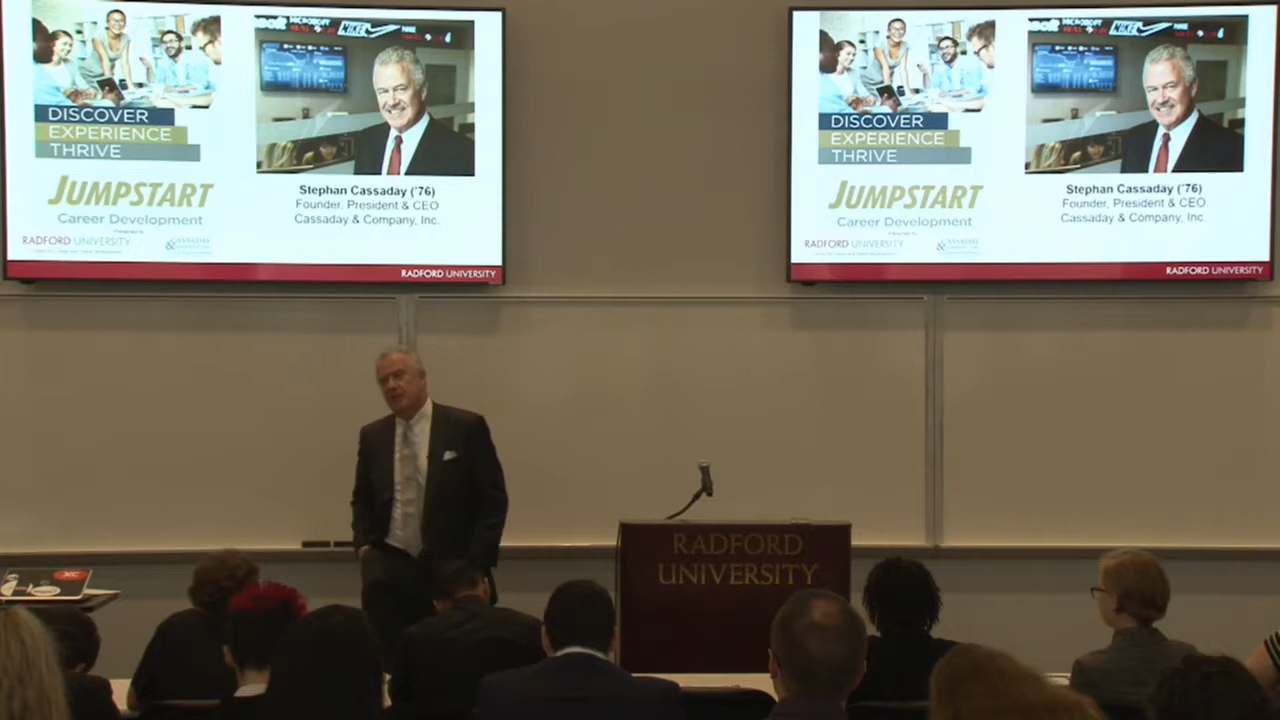 MICROSOFT
NIKE
DISCOVER
EXPERIENCE
THRIVE
JUMPSTART
Career Development
RADFORD UNIVERSITY
Stephan Cassaday ('76)
Founder, President & CEO
Cassaday & Company, Inc.
RADFORD UNIVERSITY
MICROSOFT
NIKE
DISCOVER
EXPERIENCE
THRIVE
JUMPSTART
Career Development
RADFORD UNIVERSITY
Stephan Cassaday ('76)
Founder, President & CEO
Cassaday & Company, Inc.
RADFORD UNIVERSITY
RADFORD
UNIVERSITY